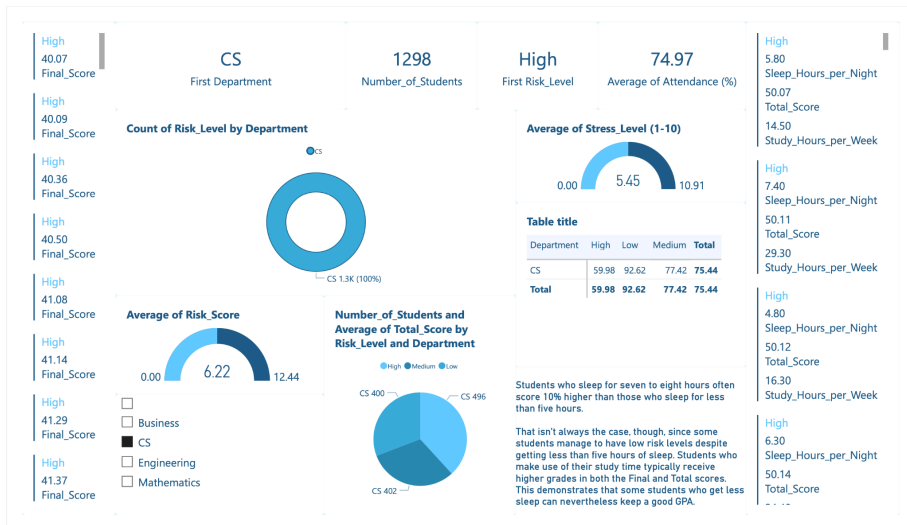 High
40.07
Final_Score
High
40.09
Final_Score
High
40.36
Final_Score
High
40.50
Final_Score
High
41.08
Final_Score
High
41.14
Final_Score
High
41.29
Final_Score
High
41.37
Final_Score
CS
First Department
1298
Number_of_Students
High
First Risk_Level
74.97
Average of Attendance (%)
Count of Risk_Level by Department
CS
CS 1.3K (100%)
Average of Stress_Level (1-10)
0.00
5.45
10.91
Table title
Department High Low Medium Total
CS 59.98 92.62 77.42 75.44
Total 59.98 92.62 77.42 75.44
Average of Risk_Score
0.00
6.22
12.44
Business
CS
Engineering
Mathematics
Number_of_Students and
Average of Total_Score by
Risk_Level and Department
High Medium Low
CS 400
CS 496
CS 402
Students who sleep for seven to eight hours often
score 10% higher than those who sleep for less
than five hours.
That isn't always the case, though, since some
students manage to have low risk levels despite
getting less than five hours of sleep. Students who
make use of their study time typically receive
higher grades in both the Final and Total scores.
This demonstrates that some students who get less
sleep can nevertheless keep a good GPA.
High
5.80
Sleep_Hours_per_Night
50.07
Total_Score
14.50
Study_Hours_per_Week
High
7.40
Sleep_Hours_per_Night
50.11
Total_Score
29.30
Study_Hours_per_Week
High
4.80
Sleep_Hours_per_Night
50.12
Total_Score
16.30
Study_Hours_per_Week
High
6.30
Sleep_Hours_per_Night
50.14
Total_Score